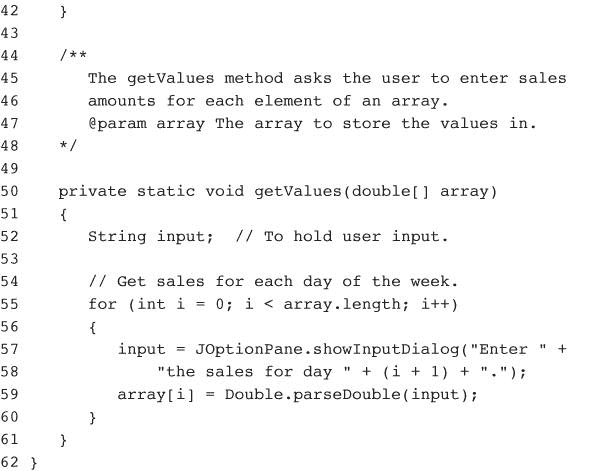 42    }
43
44    /**
45       The getValues method asks the user to enter sales
46       amounts for each element of an array.
47       @param array The array to store the values in.
48    */
49
50    private static void getValues(double[] array)
51    {
52       String input;  // To hold user input.
53
54       // Get sales for each day of the week.
55       for (int i = 0; i < array.length; i++)
56       {
57          input = JOptionPane.showInputDialog("Enter " +
58              "the sales for day " + (i + 1) + ".");
59          array[i] = Double.parseDouble(input);
60       }
61    }
62 }